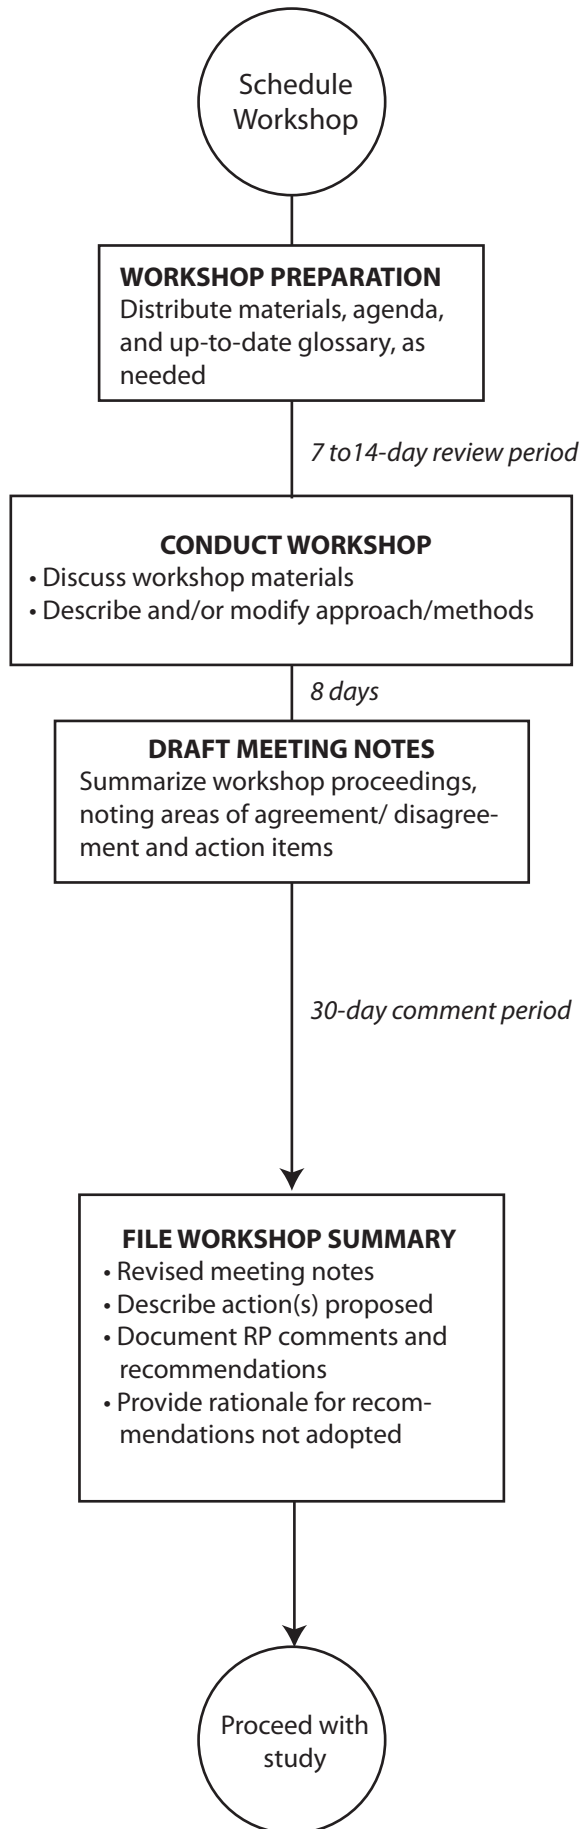 Schedule
Workshop
WORKSHOP PREPARATION
Distribute materials, agenda,
and up-to-date glossary, as
needed
7 to14-day review period
CONDUCT WORKSHOP
• Discuss workshop materials
• Describe and/or modify approach/methods
8 days
DRAFT MEETING NOTES
Summarize workshop proceedings,
noting areas of agreement/ disagree-
ment and action items
30-day comment period
FILE WORKSHOP SUMMARY
• Revised meeting notes
• Describe action(s) proposed
• Document RP comments and
recommendations
• Provide rationale for recom-
mendations not adopted
Proceed with
study